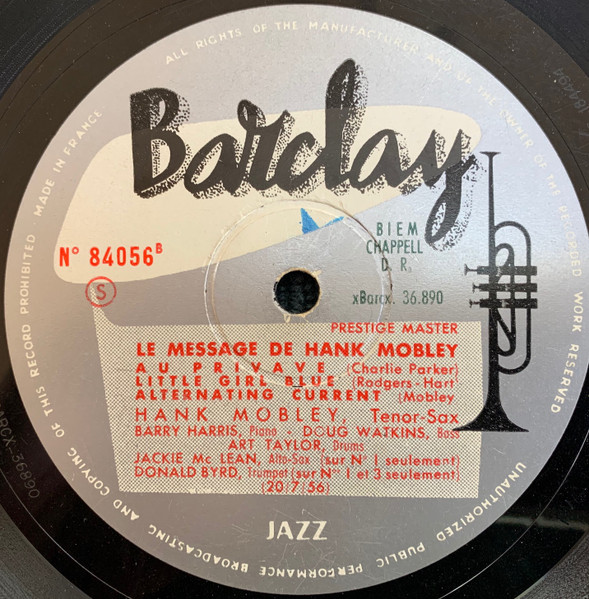 ALL RIGHTS OF THE MANUFACTURER AND OF THE OWNER OF THE RECORDED WORK RESERVED
UNAUTHORIZED PUBLIC PERFORMANCE BROADCASTING AND COPYING OF THIS RECORD PROHIBITED MADE IN FRANCE
Barclay
N° 84056B
S
BIEM
CHAPPELL
D. R.
xBarcx. 36.890
PRESTIGE MASTER
LE MESSAGE DE HANK MOBLEY
AU PRIVAVE (Charlie Parker)
LITTLE GIRL BLUE (Rodgers-Hart
ALTERNATING CURRENT (Mobley
HANK MOBLEY, Tenor-Sax
BARRY HARRIS, Piano - DOUG WATKINS, Bass
ART TAYLOR, Drums
JACKIE Mc LEAN, Alto-Sax (sur N° 1 seulement)
DONALD BYRD, Trumpet (sur Nos 1 et 3 seulement)
(20/7/56)
JAZZ